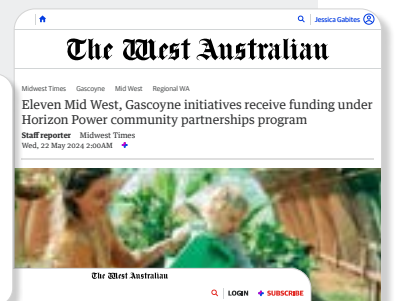 Jessica Gabites
The West Australian
Midwest Times Gascoyne Mid West Regional WA
Eleven Mid West, Gascoyne initiatives receive funding under
Horizon Power community partnerships program
Staff reporter Midwest Times
Wed, 22 May 2024 2:00AM
The West Australian
LOGIN + SUBSCRIBE